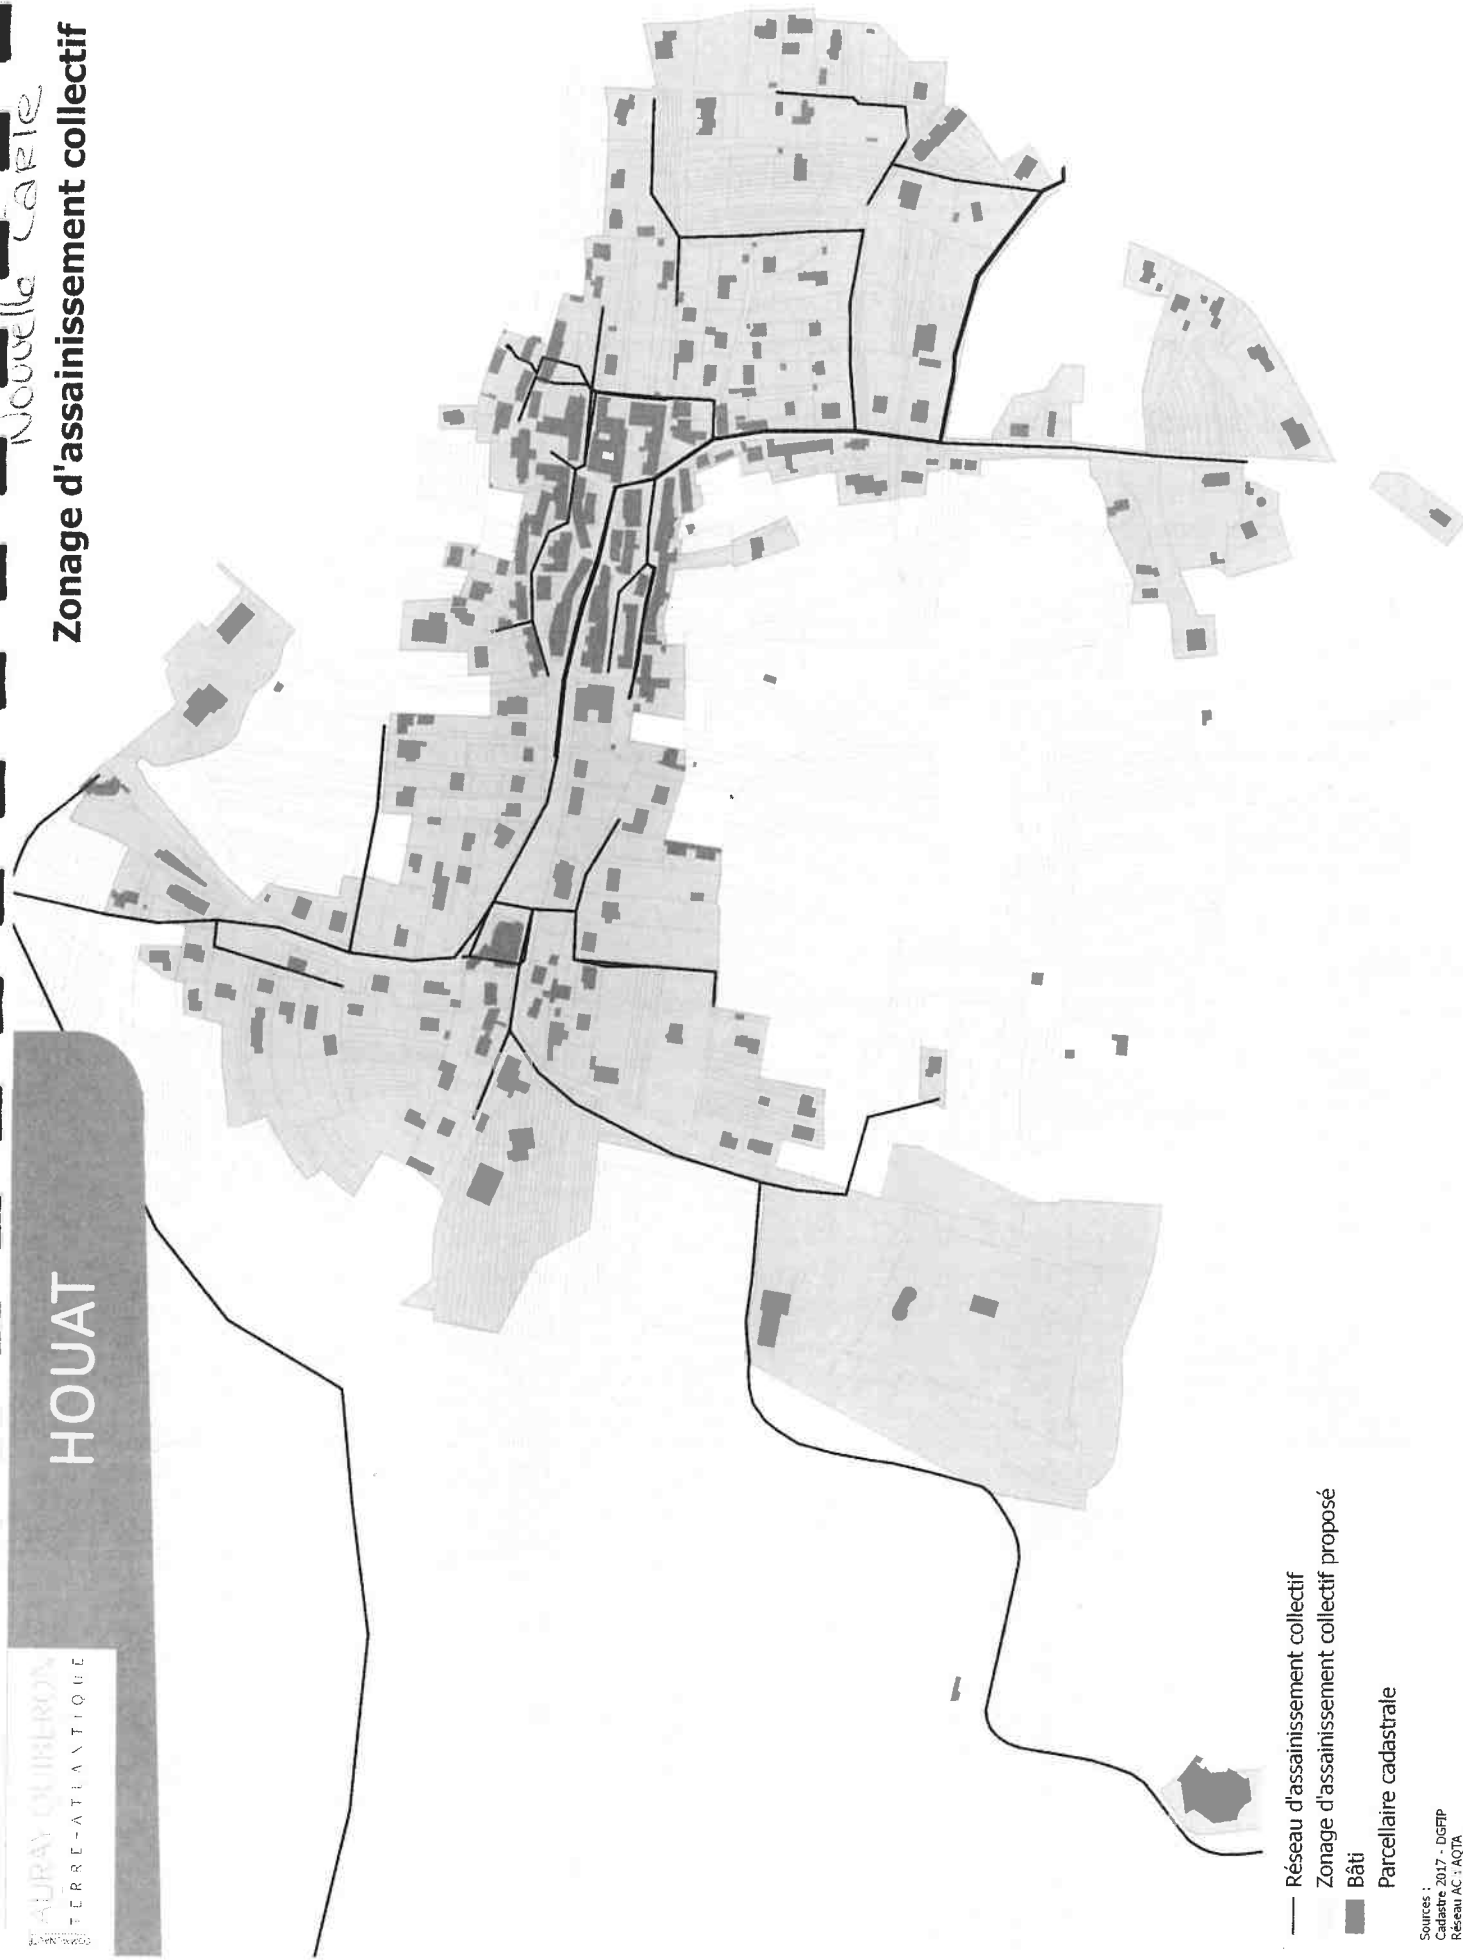 AURAY QUIBERON
TERRE-ATLANTIQUE
HOUAT
Nouvelle Carte
Zonage d'assainissement collectif
Réseau d'assainissement collectif
Zonage d'assainissement collectif proposé
Bâti
Parcellaire cadastrale
Sources :
Cadastre 2017 - DGFIP
Réseau AC : AQTA